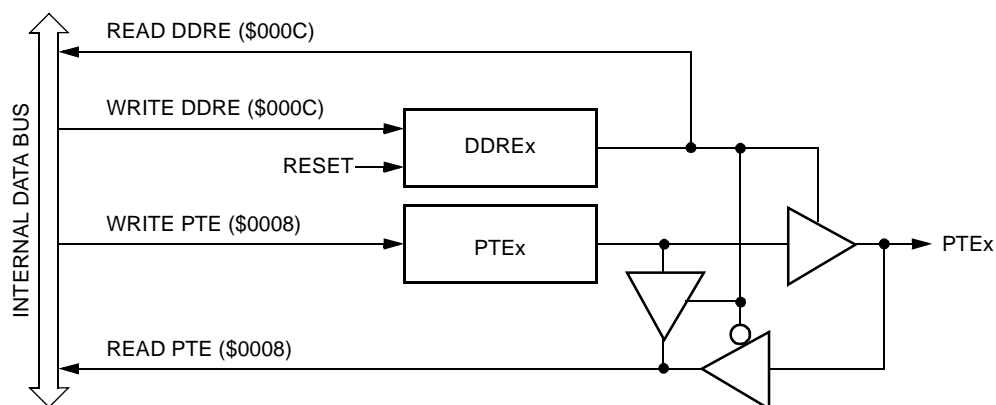 READ DDRE ($000C)
WRITE DDRE ($000C)
DDREx
RESET
INTERNAL DATA BUS
WRITE PTE ($0008)
PTEx
PTEx
READ PTE ($0008)